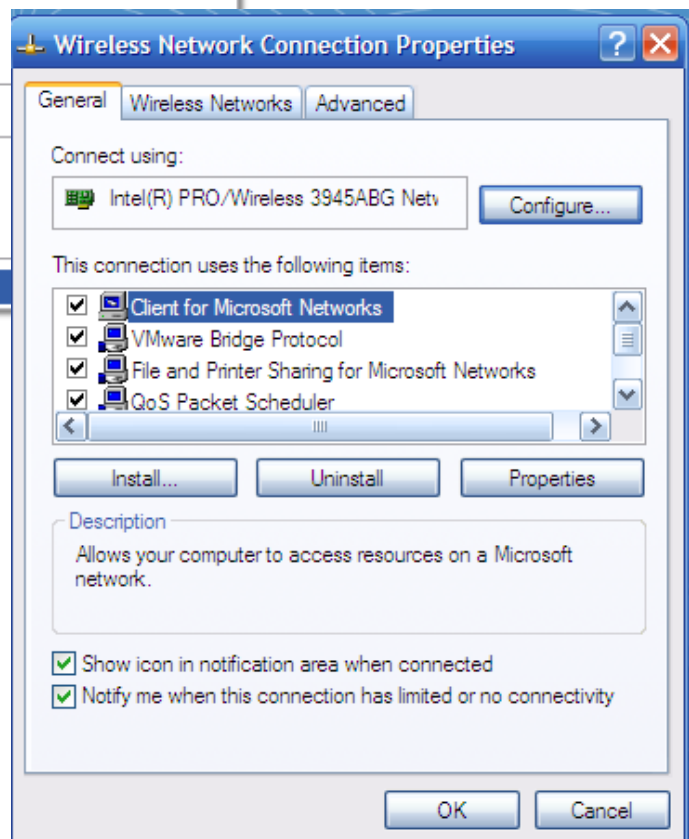 Wireless Network Connection Properties
General Wireless Networks Advanced
Connect using:
Intel(R) PRO/Wireless 3945ABG Netw
Configure...
This connection uses the following items:
Client for Microsoft Networks
VMware Bridge Protocol
File and Printer Sharing for Microsoft Networks
QoS Packet Scheduler
Install... Uninstall Properties
Description
Allows your computer to access resources on a Microsoft
network.
Show icon in notification area when connected
Notify me when this connection has limited or no connectivity
OK Cancel